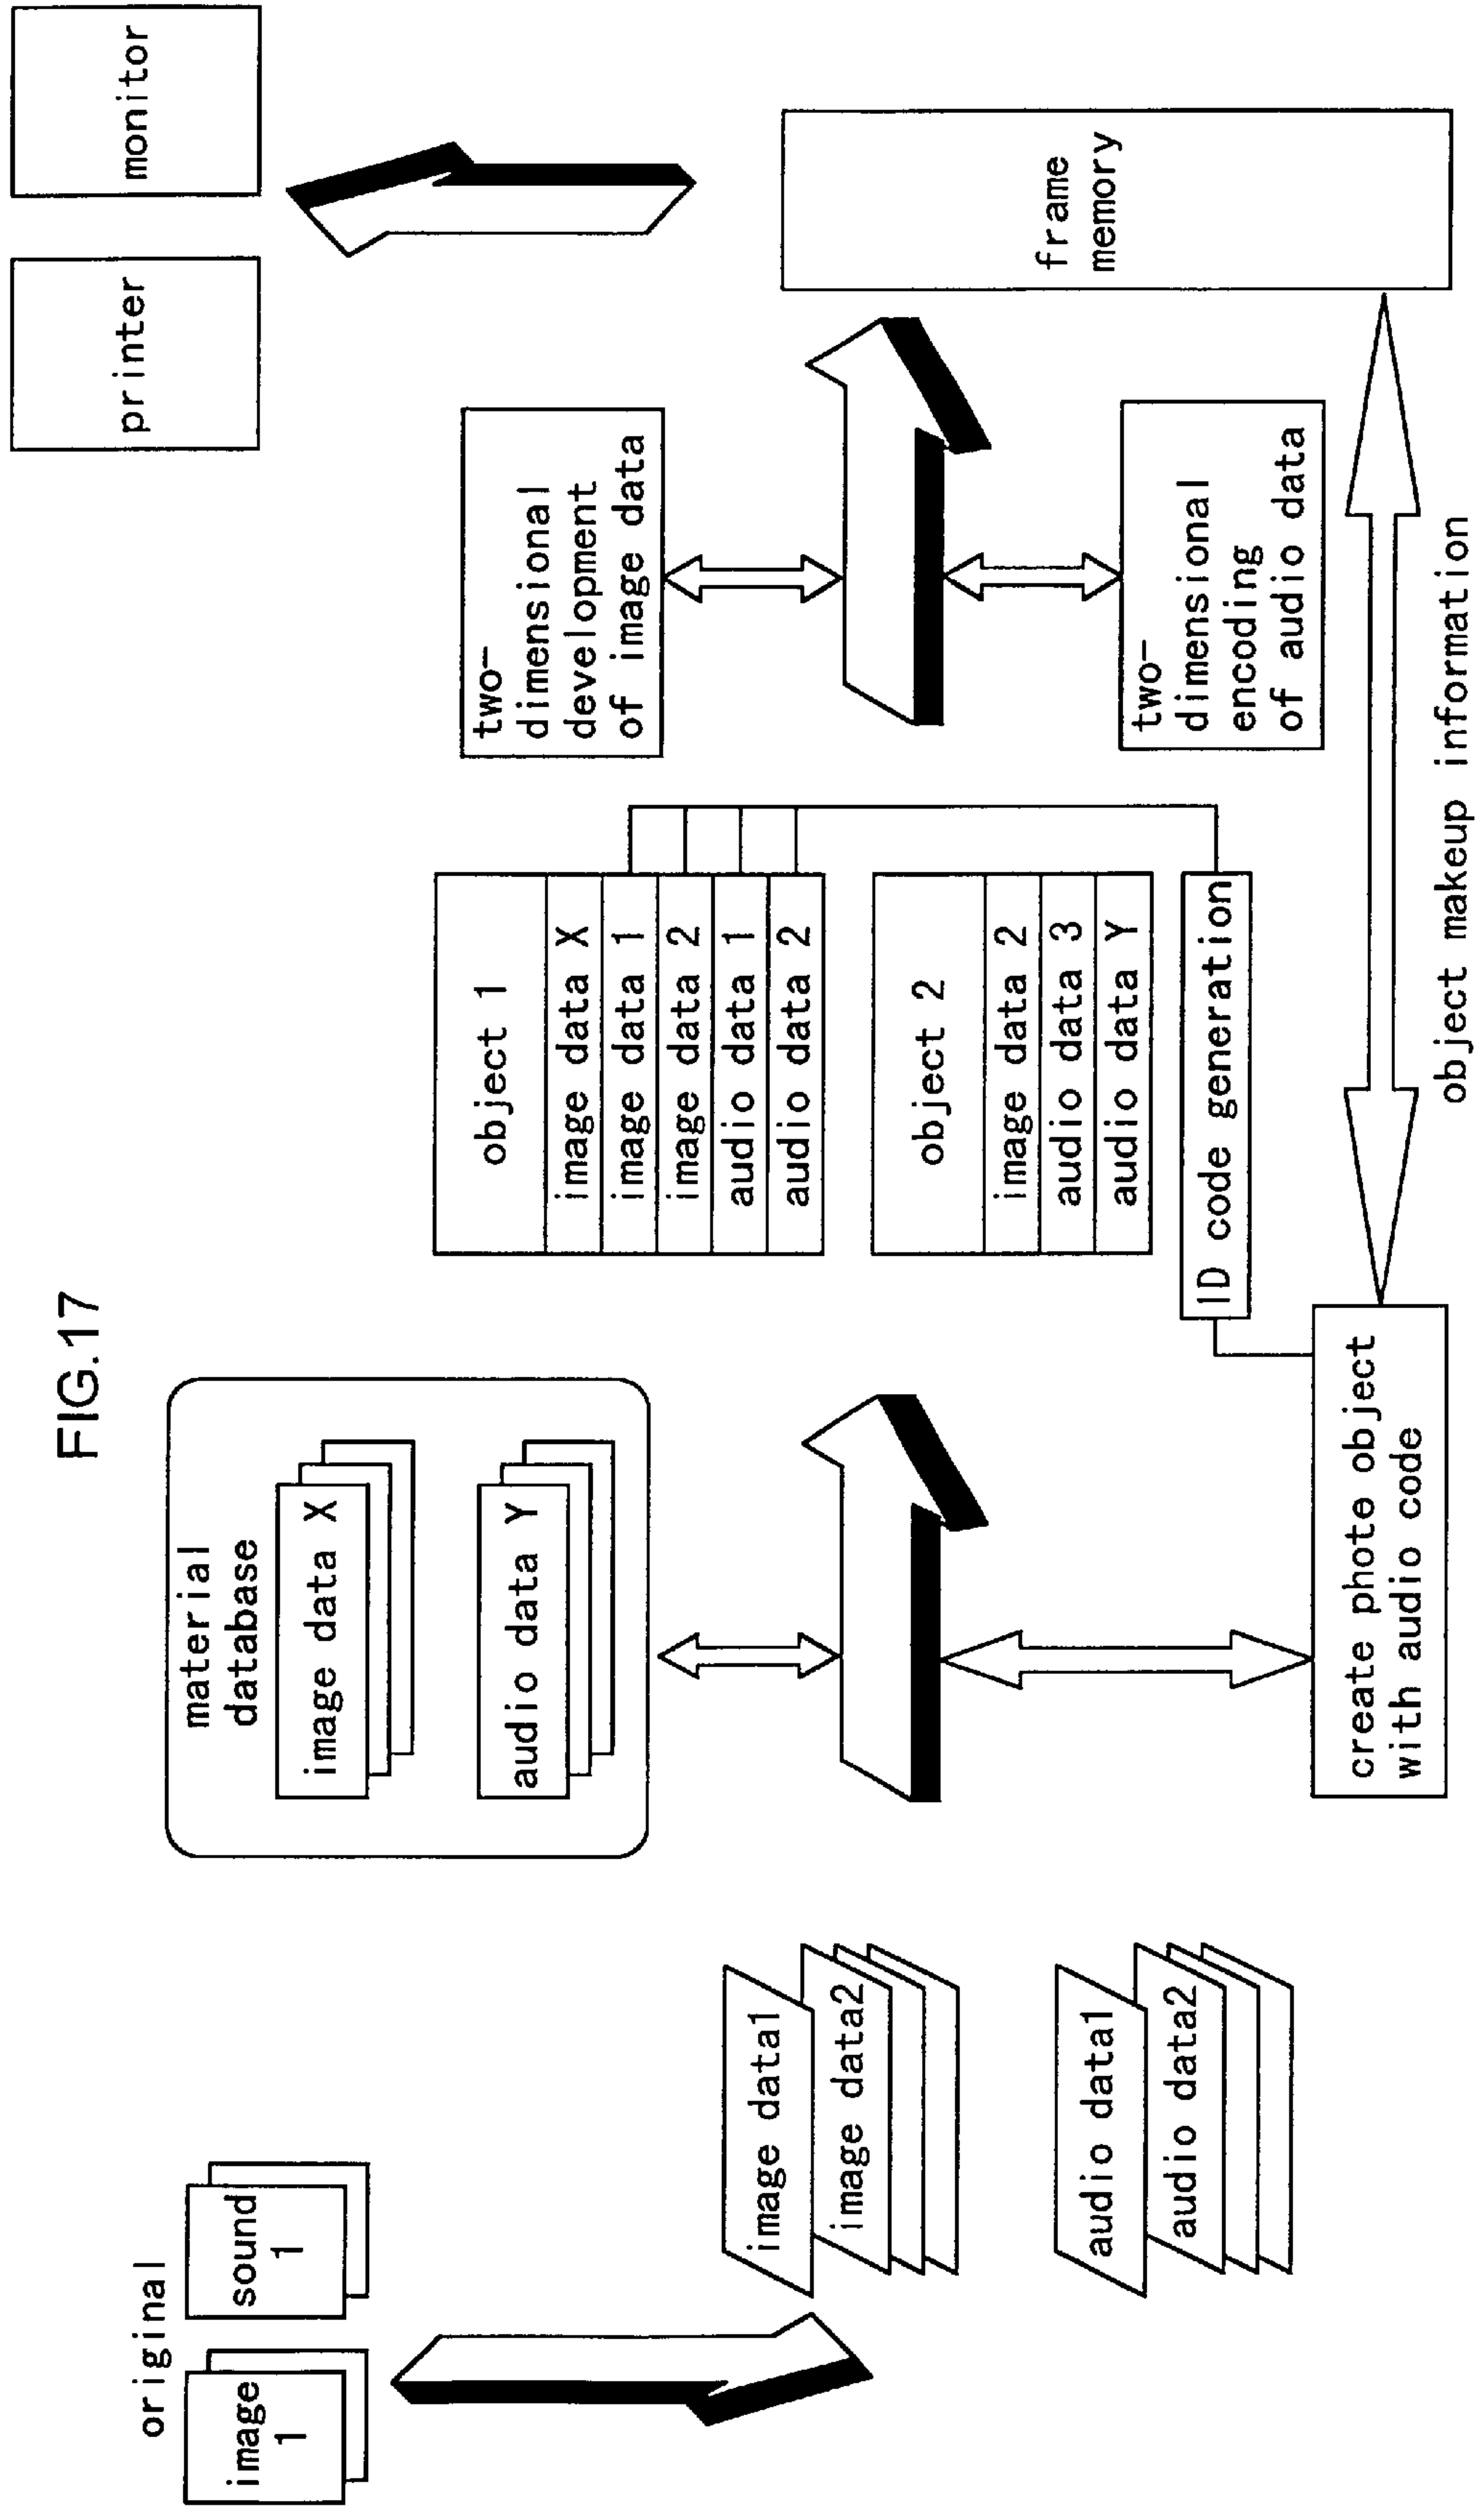 FIG.17
original
image
1
sound
1
image data1
image data2
audio data1
audio data2
material
database
image data X
audio data Y
create photo object
with audio code
object 1
image data X
image data 1
image data 2
audio data 1
audio data 2
object 2
image data 2
audio data 3
audio data Y
ID code generation
two-
dimensional
development
of image data
two-
dimensional
encoding
of audio data
object makeup information
frame
memory
printer
monitor